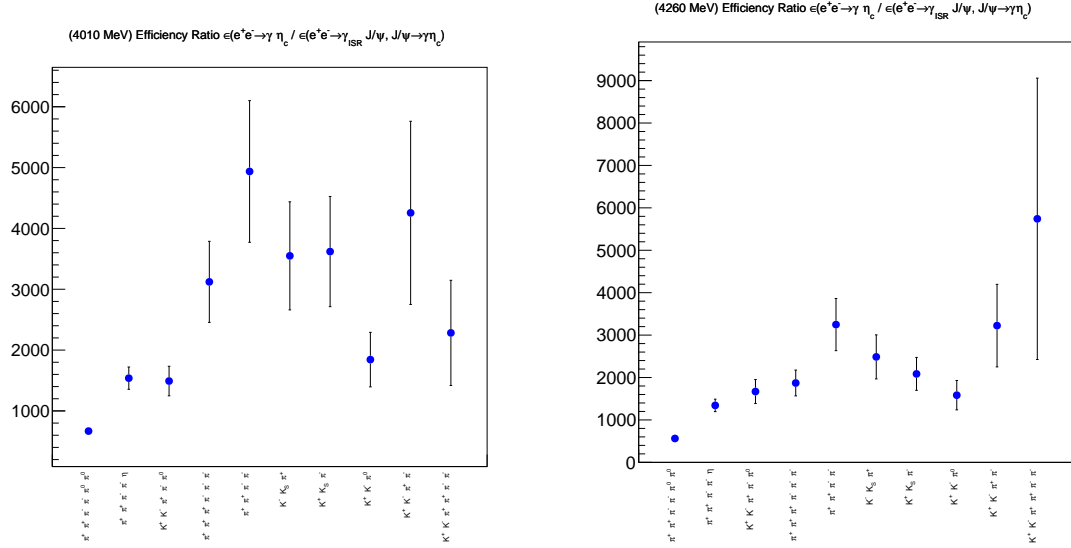 (4010 MeV) Efficiency Ratio ∈(e⁺e⁻→γ η_c / ∈(e⁺e⁻→γ_ISR J/ψ, J/ψ→γη_c)
6000
5000
4000
3000
2000
1000
π⁺ π⁺ π⁻ π⁻ π⁰ π⁰
π⁺ π⁺ π⁻ π⁻ η
K⁺ K⁻ π⁺ π⁻ π⁰
π⁺ π⁺ π⁺ π⁻ π⁻ π⁻
π⁺ π⁺ π⁻ π⁻
K⁻ K_S π⁺
K⁺ K_S π⁻
K⁺ K⁻ π⁰
K⁺ K⁻ π⁺ π⁻
K⁺ K⁻ π⁺ π⁺ π⁻ π⁻
(4260 MeV) Efficiency Ratio ∈(e⁺e⁻→γ η_c / ∈(e⁺e⁻→γ_ISR J/ψ, J/ψ→γη_c)
9000
8000
7000
6000
5000
4000
3000
2000
1000
0
π⁺ π⁺ π⁻ π⁻ π⁰ π⁰
π⁺ π⁺ π⁻ π⁻ η
K⁺ K⁻ π⁺ π⁻ π⁰
π⁺ π⁺ π⁺ π⁻ π⁻ π⁻
π⁺ π⁺ π⁻ π⁻
K⁻ K_S π⁺
K⁺ K_S π⁻
K⁺ K⁻ π⁰
K⁺ K⁻ π⁺ π⁻
K⁺ K⁻ π⁺ π⁺ π⁻ π⁻